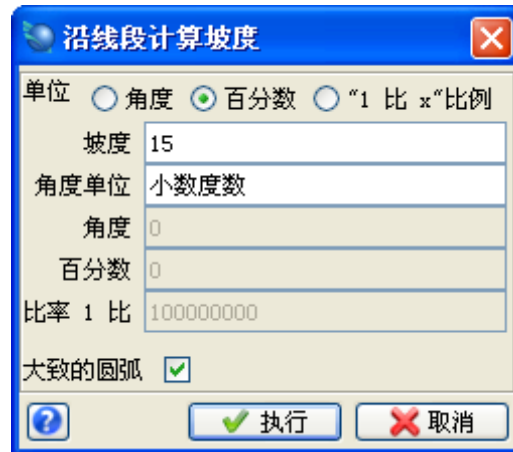 沿线段计算坡度
单位 角度 百分数 "1 比 x"比例
坡度 15
角度单位 小数度数
角度 0
百分数 0
比率 1 比 100000000
大致的圆弧
? 执行 取消